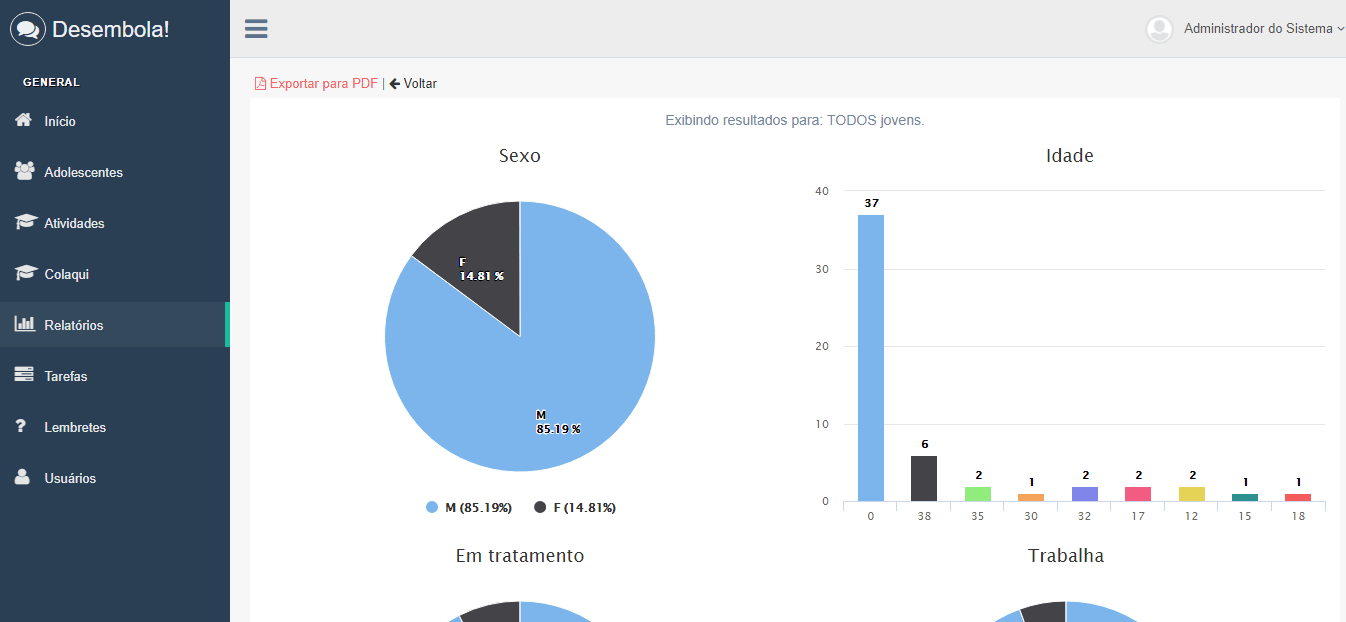 Desembola!
Administrador do Sistema
GENERAL
Início
Adolescentes
Atividades
Colaqui
Relatórios
Tarefas
?
Lembretes
Usuários
Exportar para PDF | Voltar
Exibindo resultados para: TODOS jovens.
Sexo
F
14.81 %
M
85.19 %
M (85.19%) F (14.81%)
Idade
40
30
20
10
0
37
6
2
1
2
2
2
1
1
0 38 35 30 32 17 12 15 18
Em tratamento
Trabalha